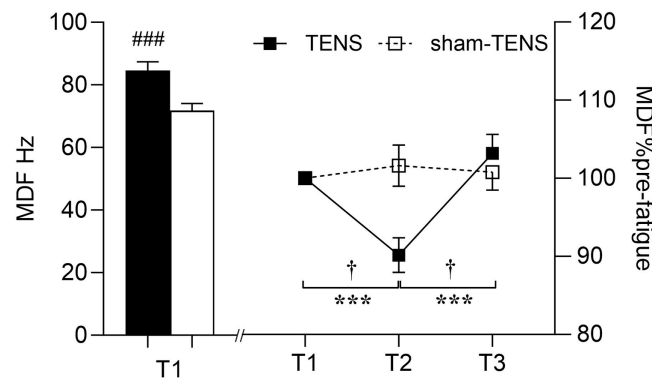 100
80
60
40
20
0
MDF Hz
###
T1
TENS
sham-TENS
†
†
***
***
T1
T2
T3
120
110
100
90
80
MDF%pre-fatigue